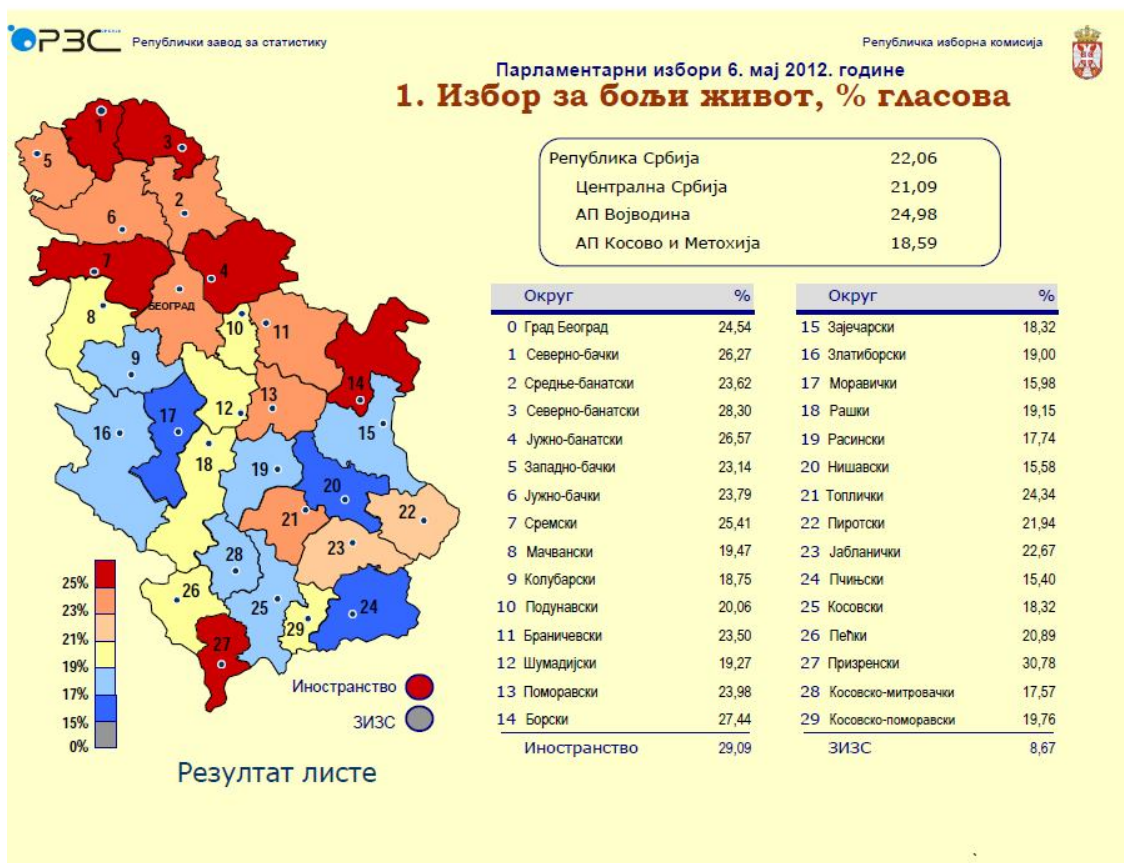 РЗС Републички завод за статистику
Републичка изборна комисија
Парламентарни избори 6. мај 2012. године
1. Избор за бољи живот, % гласова
Република Србија 22,06
Централна Србија 21,09
АП Војводина 24,98
АП Косово и Метохија 18,59
Округ %
0 Град Београд 24,54
1 Северно-бачки 26,27
2 Средње-банатски 23,62
3 Северно-банатски 28,30
4 Јужно-банатски 26,57
5 Западно-бачки 23,14
6 Јужно-бачки 23,79
7 Сремски 25,41
8 Мачвански 19,47
9 Колубарски 18,75
10 Подунавски 20,06
11 Браничевски 23,50
12 Шумадијски 19,27
13 Поморавски 23,98
14 Борски 27,44
Иностранство 29,09
Округ %
15 Зајечарски 18,32
16 Златиборски 19,00
17 Моравички 15,98
18 Рашки 19,15
19 Расински 17,74
20 Нишавски 15,58
21 Топлички 24,34
22 Пиротски 21,94
23 Јабланички 22,67
24 Пчињски 15,40
25 Косовски 18,32
26 Пећки 20,89
27 Призренски 30,78
28 Косовско-митровачки 17,57
29 Косовско-поморавски 19,76
ЗИЗС 8,67
1
3
5
2
6
7
4
БЕОГРАД
8
10
11
9
14
13
12
17
16
15
18
19
20
21
22
23
28
26
25
24
29
27
25%
23%
21%
19%
17%
15%
0%
Иностранство
ЗИЗС
Резултат листе